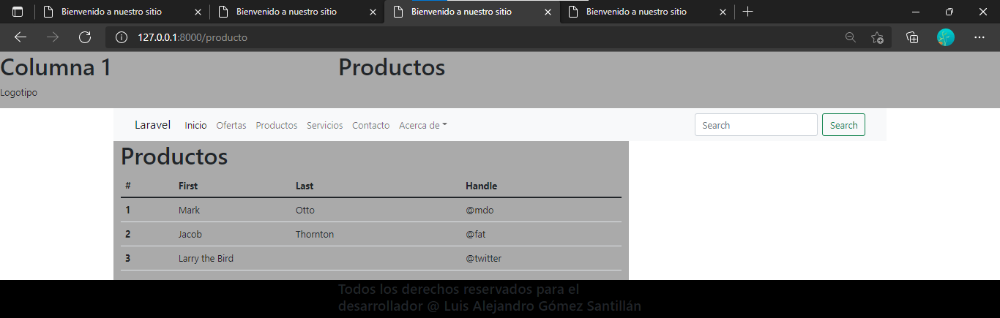 Bienvenido a nuestro sitio
Bienvenido a nuestro sitio
Bienvenido a nuestro sitio
Bienvenido a nuestro sitio
127.0.0.1:8000/producto
Columna 1
Productos
Logotipo
Laravel Inicio Ofertas Productos Servicios Contacto Acerca de Search Search
Productos
# First Last Handle
1 Mark Otto @mdo
2 Jacob Thornton @fat
3 Larry the Bird @twitter
Todos los derechos reservados para el
desarrollador @ Luis Alejandro Gómez Santillán